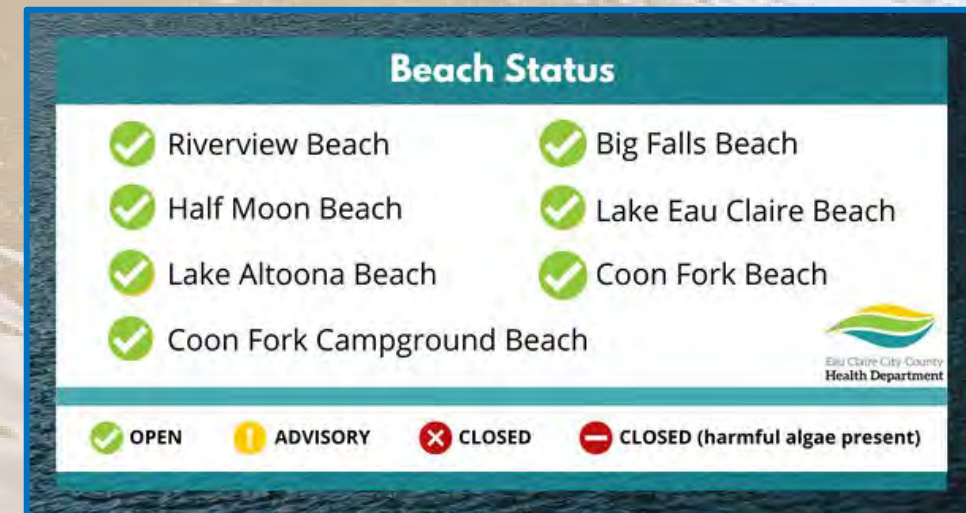 Beach Status
Riverview Beach
Big Falls Beach
Half Moon Beach
Lake Eau Claire Beach
Lake Altoona Beach
Coon Fork Beach
Coon Fork Campground Beach
Eau Claire City-County
Health Department
OPEN
ADVISORY
CLOSED
CLOSED (harmful algae present)